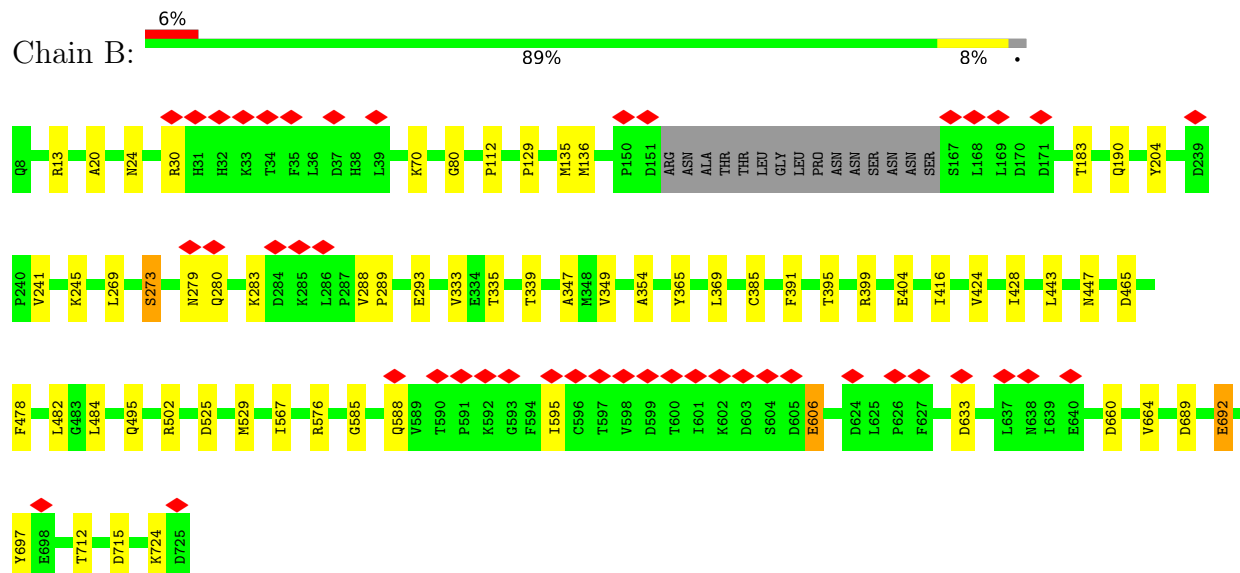 6%
Chain B:
89% 8% •
Q8 R13 A20 N24 R30 H31 H32 K33 T34 F35 L36 D37 H38 L39 K70 G80 P112 P129 M135 M136 P150 D151 ARG ASN ALA THR THR LEU GLY LEU PRO ASN ASN SER ASN ASN SER S167 L168 L169 D170 D171 T183 Q190 Y204 D239
P240 V241 K245 L269 S273 N279 Q280 K283 D284 K285 L286 P287 V288 P289 E293 V333 E334 T335 T339 A347 M348 V349 A354 Y365 L369 C385 F391 T395 R399 E404 I416 V424 I428 L443 N447 D465
F478 L482 G483 L484 Q495 R502 D525 M529 I567 R576 G585 Q588 V589 T590 P591 K592 G593 F594 I595 C596 T597 V598 D599 T600 I601 K602 D603 S604 D605 E606 D624 L625 P626 F627 D633 L637 N638 I639 E640 D660 V664 D689 E692
Y697 E698 T712 D715 K724 D725